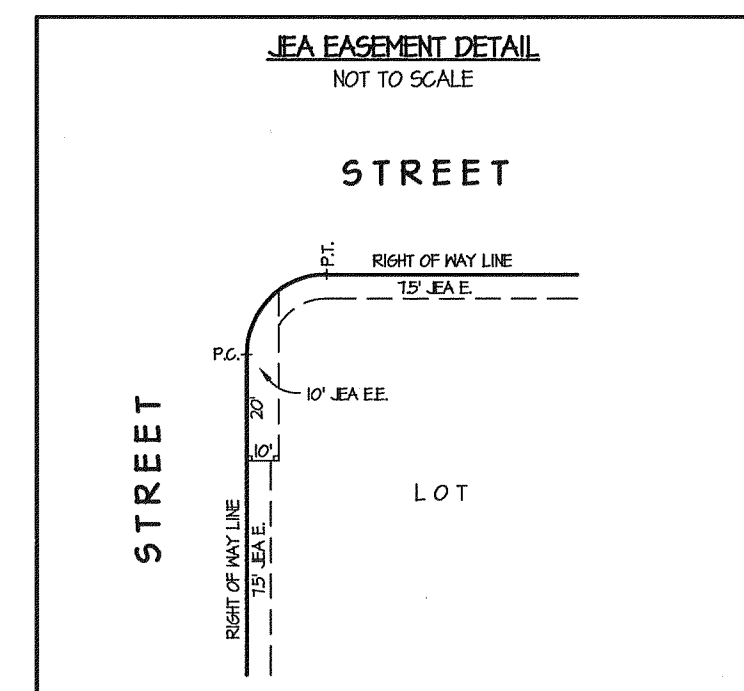 JEA EASEMENT DETAIL
NOT TO SCALE
STREET
P.T.
RIGHT OF WAY LINE
7.5' JEA E.
P.C.
10' JEA E.E.
20'
10'
STREET
LOT
RIGHT OF WAY LINE
7.5' JEA E.